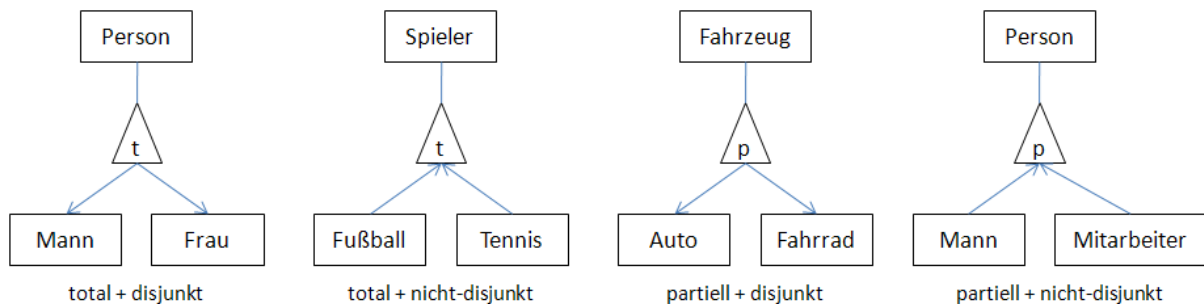 Person
t
Mann
Frau
total + disjunkt
Spieler
t
Fußball
Tennis
total + nicht-disjunkt
Fahrzeug
p
Auto
Fahrrad
partiell + disjunkt
Person
p
Mann
Mitarbeiter
partiell + nicht-disjunkt